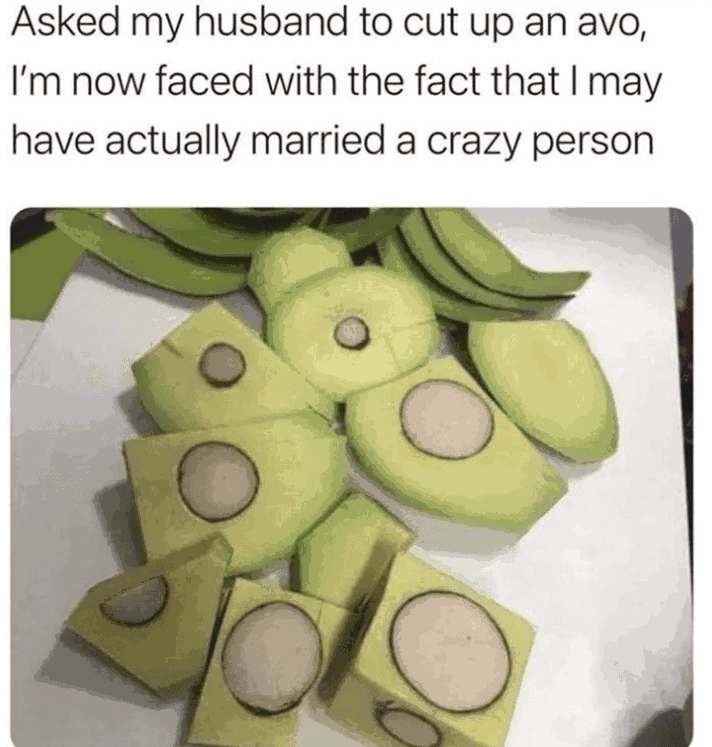 Asked my husband to cut up an avo,
I'm now faced with the fact that I may
have actually married a crazy person